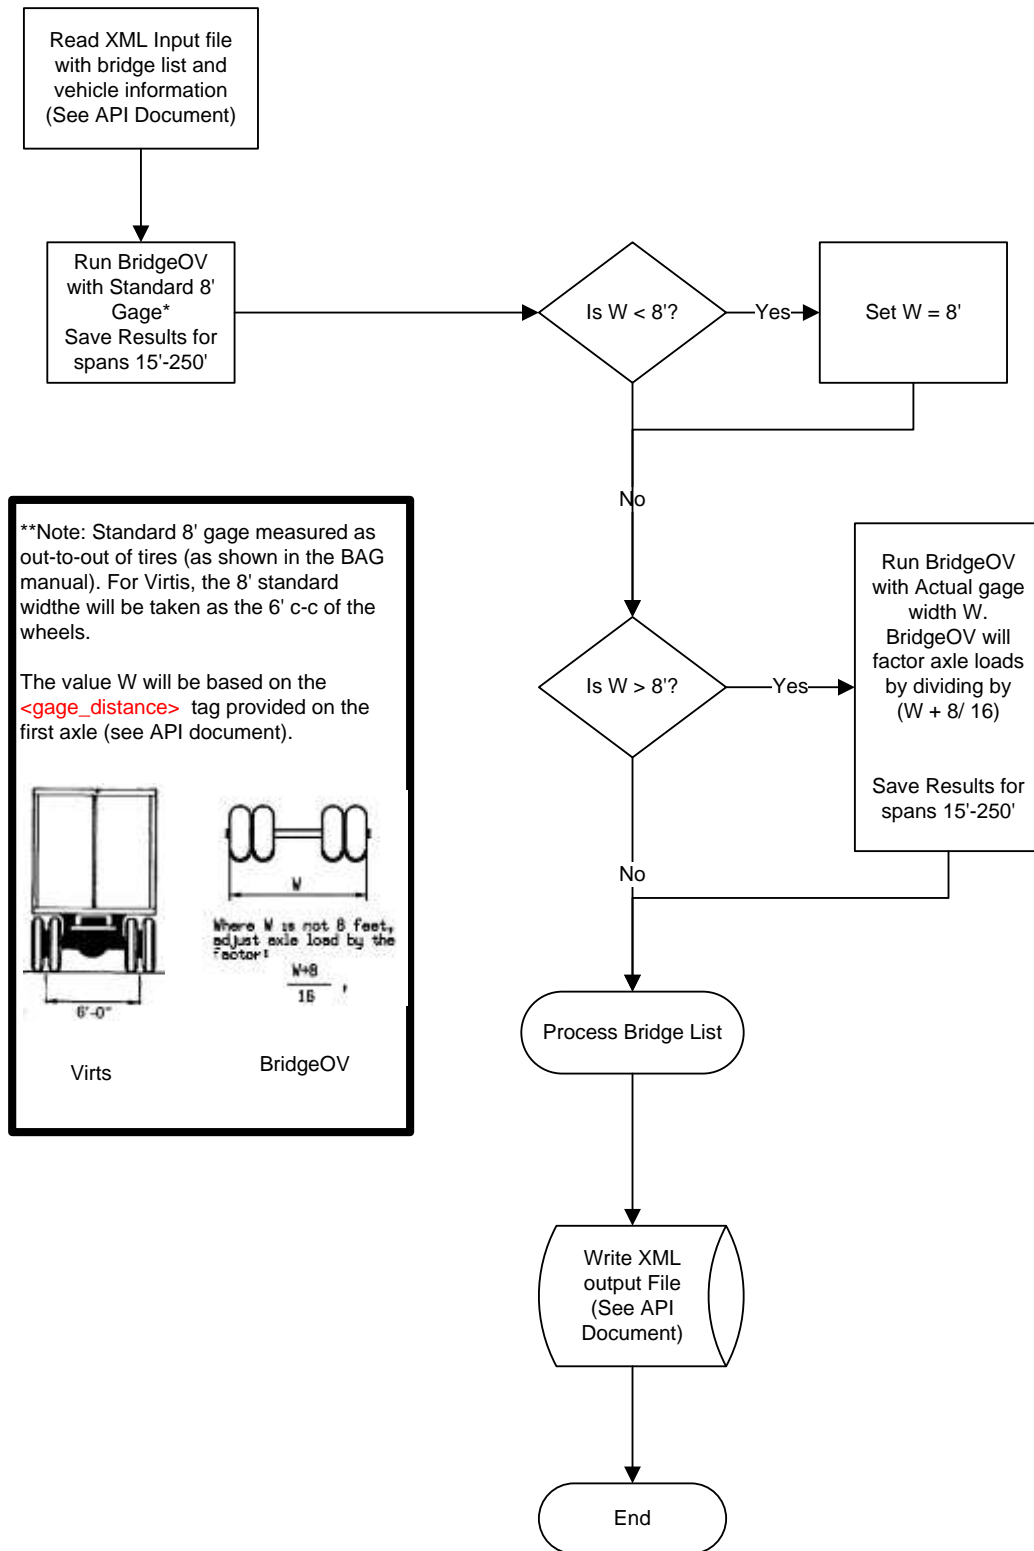 Read XML Input file
with bridge list and
vehicle information
(See API Document)
Run BridgeOV
with Standard 8'
Gage*
Save Results for
spans 15'-250'
Is W < 8'?
Yes
Set W = 8'
No
**Note: Standard 8' gage measured as
out-to-out of tires (as shown in the BAG
manual). For Virtis, the 8' standard
widthe will be taken as the 6' c-c of the
wheels.
The value W will be based on the
<gage_distance> tag provided on the
first axle (see API document).
W
Where W is not 8 feet,
adjust axle load by the
factor:
W+8
16 ,
6'-0"
Virts
BridgeOV
Is W > 8'?
Yes
Run BridgeOV
with Actual gage
width W.
BridgeOV will
factor axle loads
by dividing by
(W + 8/ 16)
Save Results for
spans 15'-250'
No
Process Bridge List
Write XML
output File
(See API
Document)
End